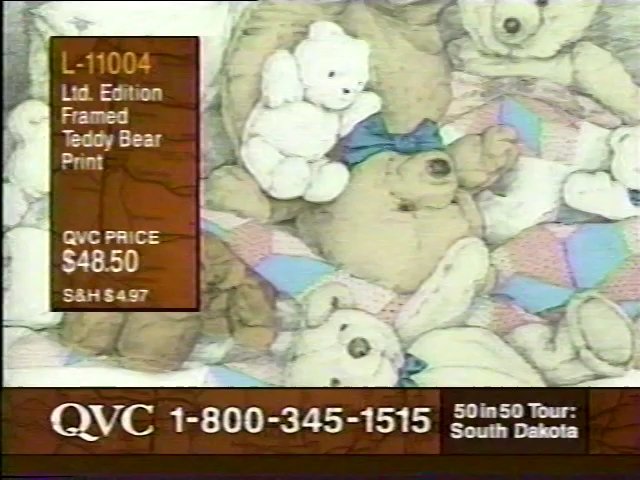 L-11004
Ltd. Edition
Framed
Teddy Bear
Print
QVC PRICE
$48.50
S&H $4.97
QVC 1-800-345-1515
50 in 50 Tour:
South Dakota